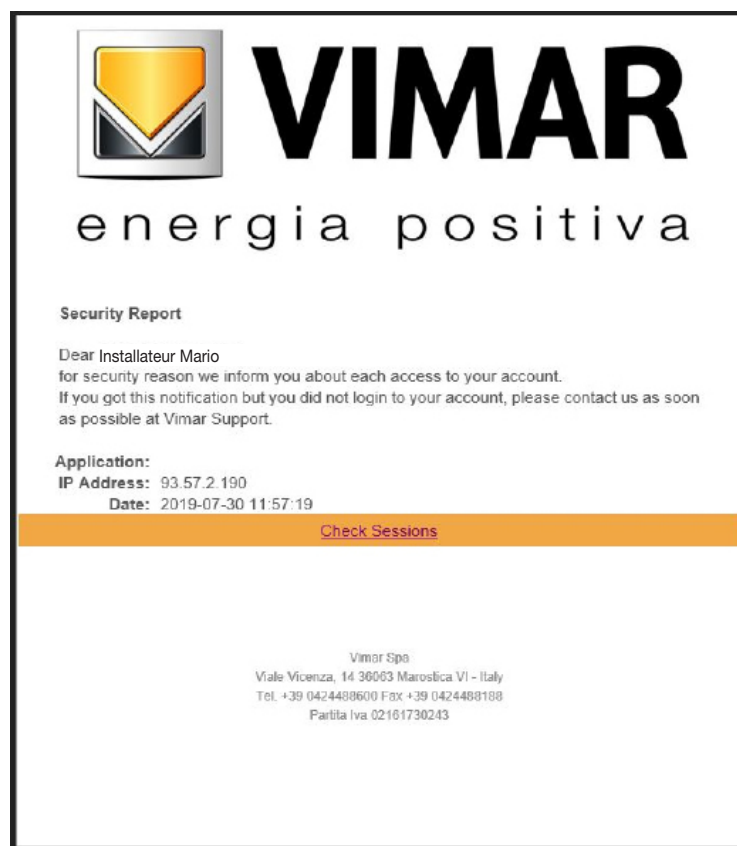 VIMAR
energia positiva
Security Report
Dear Installateur Mario
for security reason we inform you about each access to your account.
If you got this notification but you did not login to your account, please contact us as soon
as possible at Vimar Support.
Application:
IP Address: 93.57.2.190
Date: 2019-07-30 11:57:19
Check Sessions
Vimar Spa
Viale Vicenza, 14 36063 Marostica VI - Italy
Tel. +39 0424488600 Fax +39 0424488188
Partita Iva 02161730243